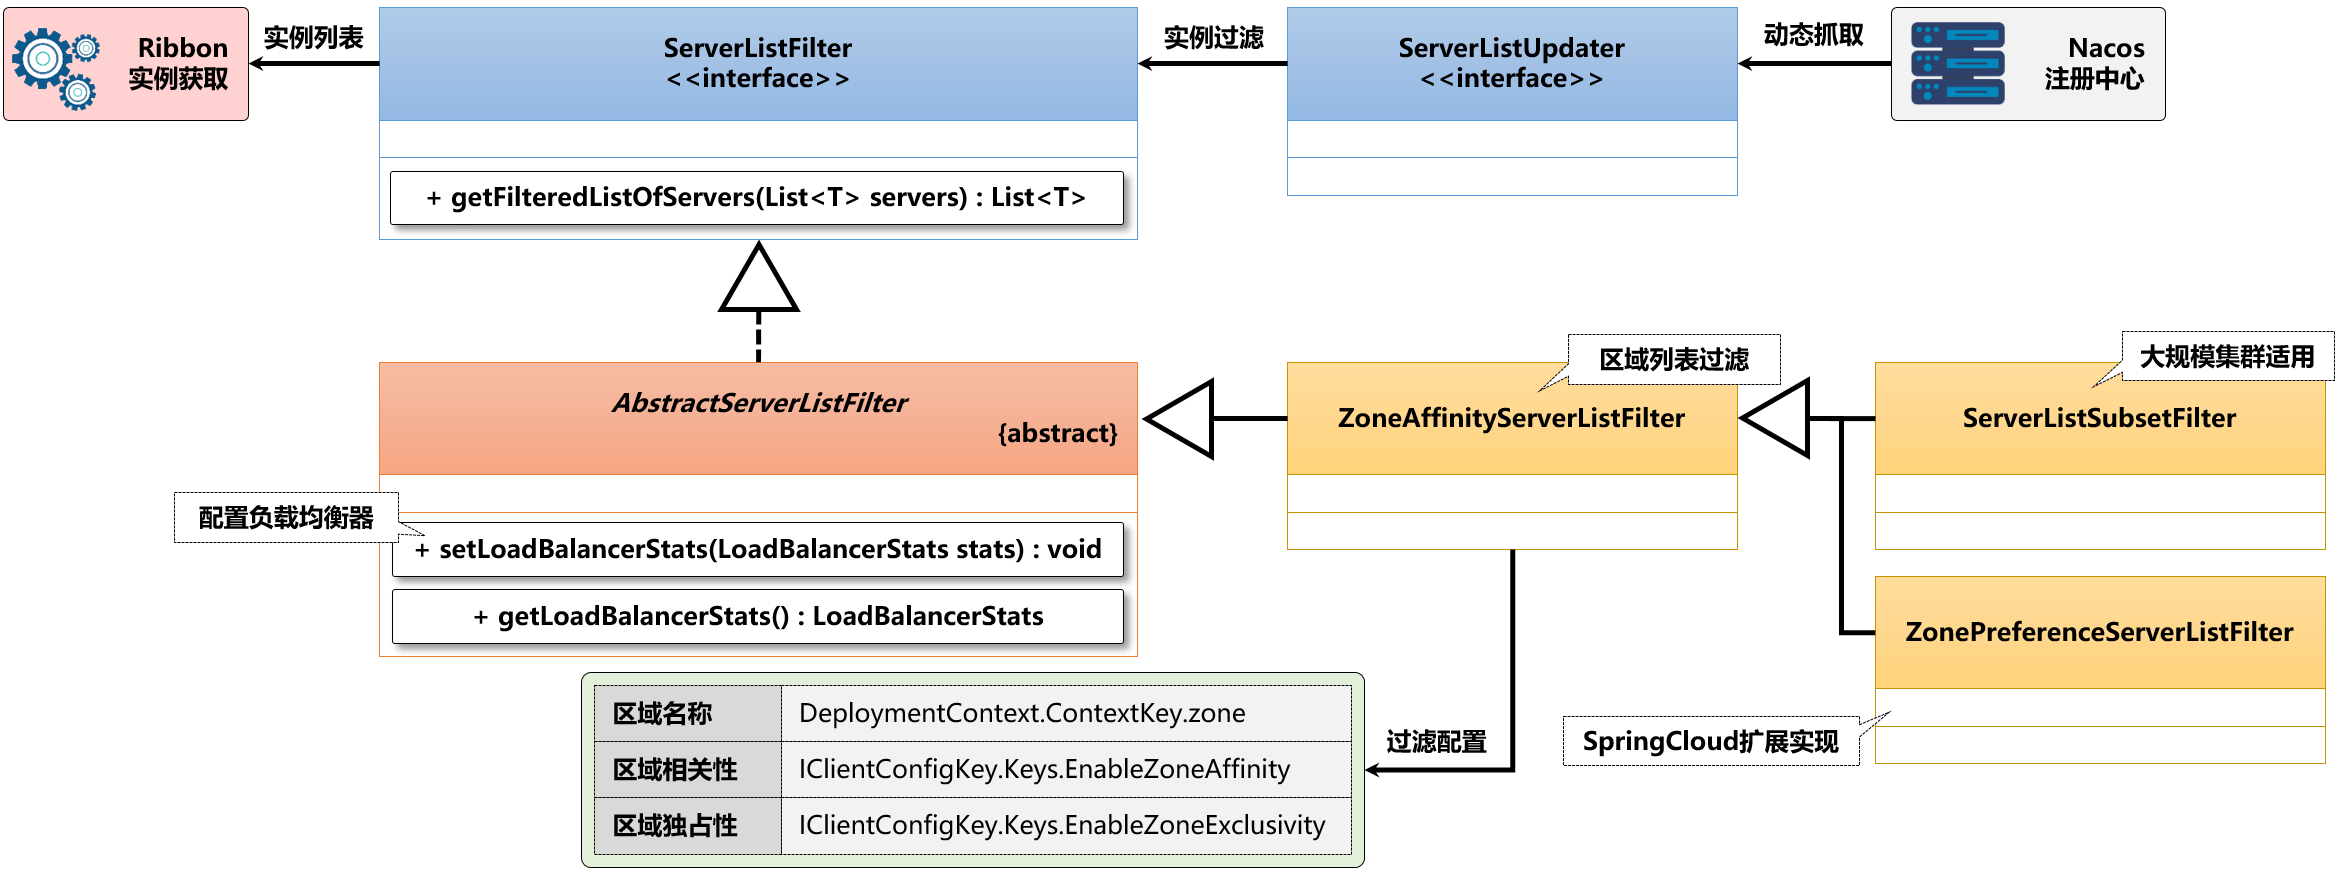 Ribbon
实例获取
实例列表
ServerListFilter
<<interface>>
+ getFilteredListOfServers(List<T> servers) : List<T>
实例过滤
ServerListUpdater
<<interface>>
动态抓取
Nacos
注册中心
AbstractServerListFilter
{abstract}
配置负载均衡器
+ setLoadBalancerStats(LoadBalancerStats stats) : void
+ getLoadBalancerStats() : LoadBalancerStats
区域列表过滤
ZoneAffinityServerListFilter
大规模集群适用
ServerListSubsetFilter
ZonePreferenceServerListFilter
SpringCloud扩展实现
过滤配置
区域名称 DeploymentContext.ContextKey.zone
区域相关性 IClientConfigKey.Keys.EnableZoneAffinity
区域独占性 IClientConfigKey.Keys.EnableZoneExclusivity